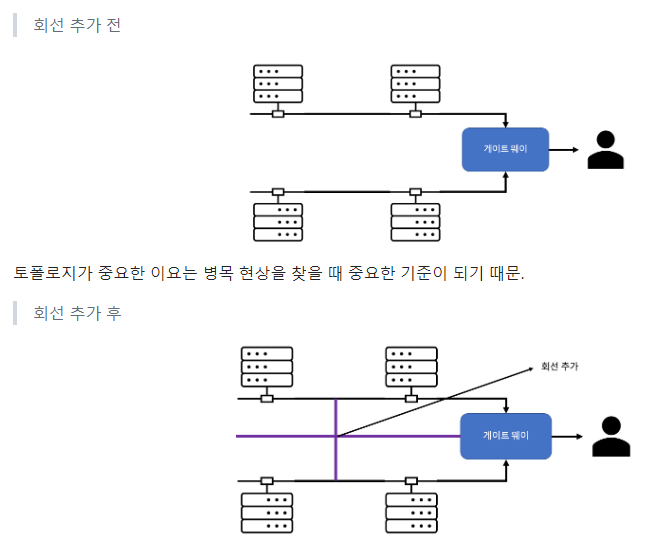 회선 추가 전
게이트 웨이
토폴로지가 중요한 이요는 병목 현상을 찾을 때 중요한 기준이 되기 때문.
회선 추가 후
회선 추가
게이트 웨이